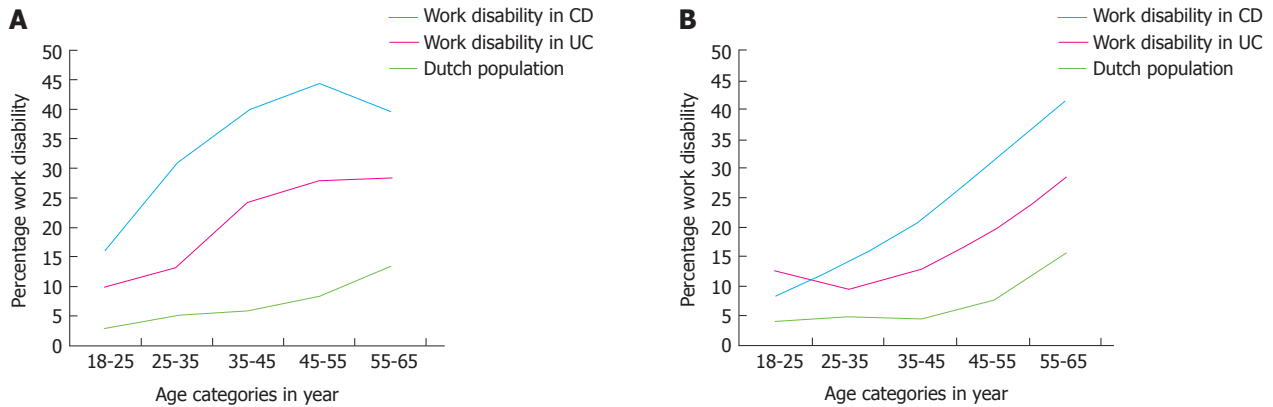 A
Work disability in CD
Work disability in UC
Dutch population
Percentage work disability
50
45
40
35
30
25
20
15
10
5
0
18-25 25-35 35-45 45-55 55-65
Age categories in year
B
Work disability in CD
Work disability in UC
Dutch population
Percentage work disability
50
45
40
35
30
25
20
15
10
5
0
18-25 25-35 35-45 45-55 55-65
Age categories in year